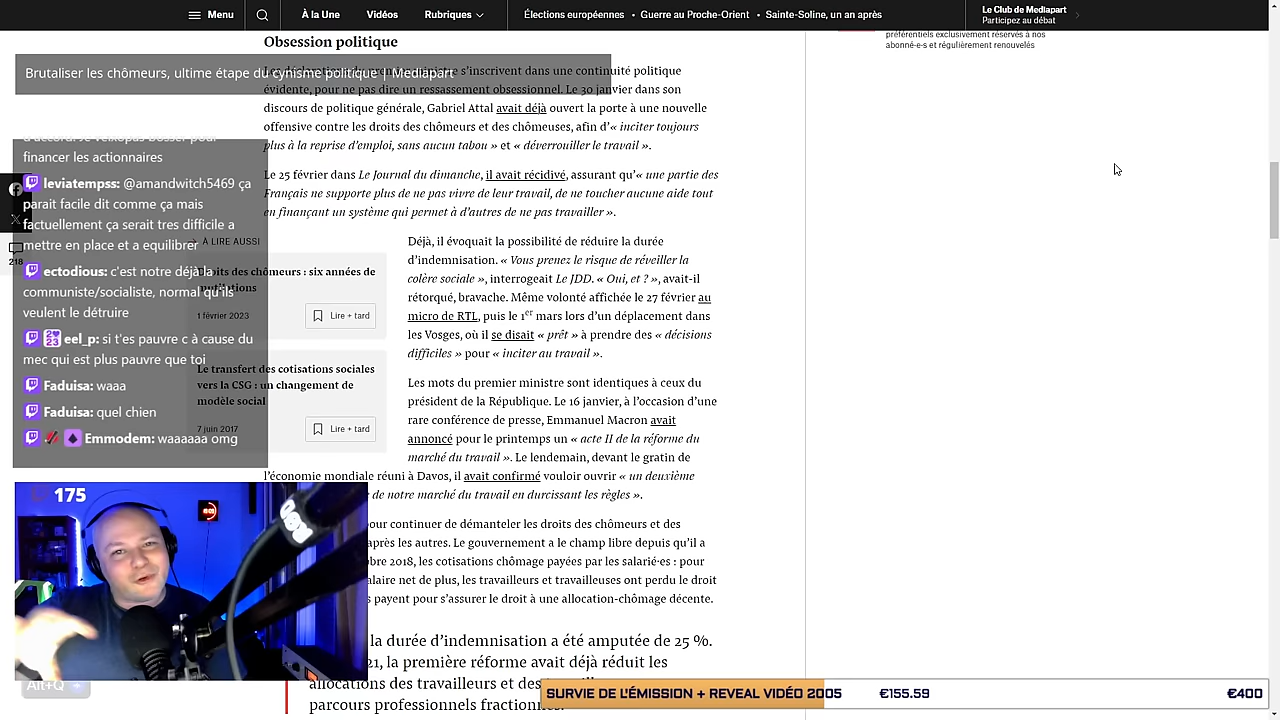 Menu
À la Une
Vidéos
Rubriques
Élections européennes • Guerre au Proche-Orient • Sainte-Soline, un an après
Le Club de Mediapart
Participez au débat
préférentiels exclusivement réservés à nos
abonné·e·s et régulièrement renouvelés
Obsession politique
s'inscrivent dans une continuité politique
évidente, pour ne pas dire un ressassement obsessionnel. Le 30 janvier dans son
discours de politique générale, Gabriel Attal avait déjà ouvert la porte à une nouvelle
offensive contre les droits des chômeurs et des chômeuses, afin d'« inciter toujours
plus à la reprise d'emploi, sans aucun tabou » et « déverrouiller le travail ».
Le 25 février dans Le Journal du dimanche, il avait récidivé, assurant qu'« une partie des
Français ne supporte plus de ne pas vivre de leur travail, de ne toucher aucune aide tout
en finançant un système qui permet à d'autres de ne pas travailler ».
À LIRE AUSSI
Droits des chômeurs : six années de
1 février 2023
Lire + tard
Le transfert des cotisations sociales
vers la CSG : un changement de
modèle social
7 juin 2017
Lire + tard
Déjà, il évoquait la possibilité de réduire la durée
d'indemnisation. « Vous prenez le risque de réveiller la
colère sociale », interrogeait Le JDD. « Oui, et ? », avait-il
rétorqué, bravache. Même volonté affichée le 27 février au
micro de RTL, puis le 1er mars lors d'un déplacement dans
les Vosges, où il se disait « prêt » à prendre des « décisions
difficiles » pour « inciter au travail ».
Les mots du premier ministre sont identiques à ceux du
président de la République. Le 16 janvier, à l'occasion d'une
rare conférence de presse, Emmanuel Macron avait
annoncé pour le printemps un « acte II de la réforme du
marché du travail ». Le lendemain, devant le gratin de
l'économie mondiale réuni à Davos, il avait confirmé vouloir ouvrir « un deuxième
de notre marché du travail en durcissant les règles ».
pour continuer de démanteler les droits des chômeurs et des
après les autres. Le gouvernement a le champ libre depuis qu'il a
bre 2018, les cotisations chômage payées par les salarié·es : pour
alaire net de plus, les travailleurs et travailleuses ont perdu le droit
s payent pour s'assurer le droit à une allocation-chômage décente.
la durée d'indemnisation a été amputée de 25 %.
21, la première réforme avait déjà réduit les
allocations des travailleurs et des
parcours professionnels fractionnés.
Brutaliser les chômeurs, ultime étape du cynisme politique | Mediapart
financer les actionnaires
leviatempss: @amandwitch5469 ça
parait facile dit comme ça mais
factuellement ça serait tres difficile a
mettre en place et a equilibrer
ectodious: c'est notre déjà la
communiste/socialiste, normal qu'ils
veulent le détruire
eel_p: si t'es pauvre c à cause du
mec qui est plus pauvre que toi
Faduisa: waaa
Faduisa: quel chien
Emmodem: waaaaaa omg
218
175
Alt+Q
SURVIE DE L'ÉMISSION + REVEAL VIDÉO 2005
€155.59
€400